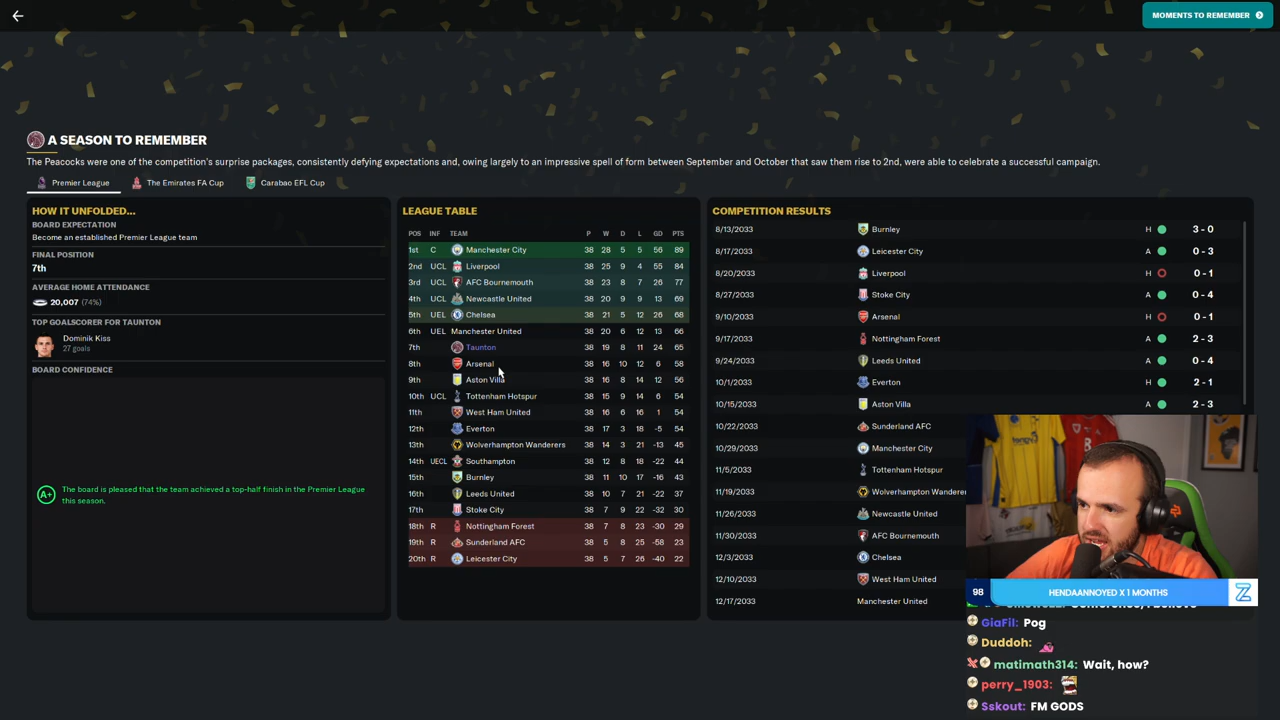 MOMENTS TO REMEMBER
A SEASON TO REMEMBER
The Peacocks were one of the competition's surprise packages, consistently defying expectations and, owing largely to an impressive spell of form between September and October that saw them rise to 2nd, were able to celebrate a successful campaign.
Premier League The Emirates FA Cup Carabao EFL Cup
HOW IT UNFOLDED...
BOARD EXPECTATION
Become an established Premier League team
FINAL POSITION
7th
AVERAGE HOME ATTENDANCE
20,007 (74%)
TOP GOALSCORER FOR TAUNTON
Dominik Kiss
27 goals
BOARD CONFIDENCE
A+ The board is pleased that the team achieved a top-half finish in the Premier League
this season.
LEAGUE TABLE
POS INF TEAM P W D L GD PTS
1st C Manchester City 38 28 5 5 56 89
2nd UCL Liverpool 38 25 9 4 55 84
3rd UCL AFC Bournemouth 38 23 8 7 26 77
4th UCL Newcastle United 38 20 9 9 13 69
5th UEL Chelsea 38 21 5 12 26 68
6th UEL Manchester United 38 20 6 12 13 66
7th Taunton 38 19 8 11 24 65
8th Arsenal 38 16 10 12 6 58
9th Aston Villa 38 16 8 14 12 56
10th UCL Tottenham Hotspur 38 15 9 14 6 54
11th West Ham United 38 16 6 16 1 54
12th Everton 38 17 3 18 -5 54
13th Wolverhampton Wanderers 38 14 3 21 -13 45
14th UECL Southampton 38 12 8 18 -22 44
15th Burnley 38 11 10 17 -16 43
16th Leeds United 38 10 7 21 -22 37
17th Stoke City 38 7 9 22 -32 30
18th R Nottingham Forest 38 7 8 23 -30 29
19th R Sunderland AFC 38 5 8 25 -58 23
20th R Leicester City 38 5 7 26 -40 22
COMPETITION RESULTS
8/13/2033 Burnley H 3 - 0
8/17/2033 Leicester City A 0 - 3
8/20/2033 Liverpool H 0 - 1
8/27/2033 Stoke City A 0 - 4
9/10/2033 Arsenal H 0 - 1
9/17/2033 Nottingham Forest A 2 - 3
9/24/2033 Leeds United A 0 - 4
10/1/2033 Everton H 2 - 1
10/15/2033 Aston Villa A 2 - 3
10/22/2033 Sunderland AFC
10/29/2033 Manchester City
11/5/2033 Tottenham Hotspur
11/19/2033 Wolverhampton Wandere
11/26/2033 Newcastle United
11/30/2033 AFC Bournemouth
12/3/2033 Chelsea
12/10/2033 West Ham United
12/17/2033 Manchester United
98 HENDAANNOYED X 1 MONTHS
GiaFil: Pog
Duddoh:
matimath314: Wait, how?
perry_1903:
Sskout: FM GODS